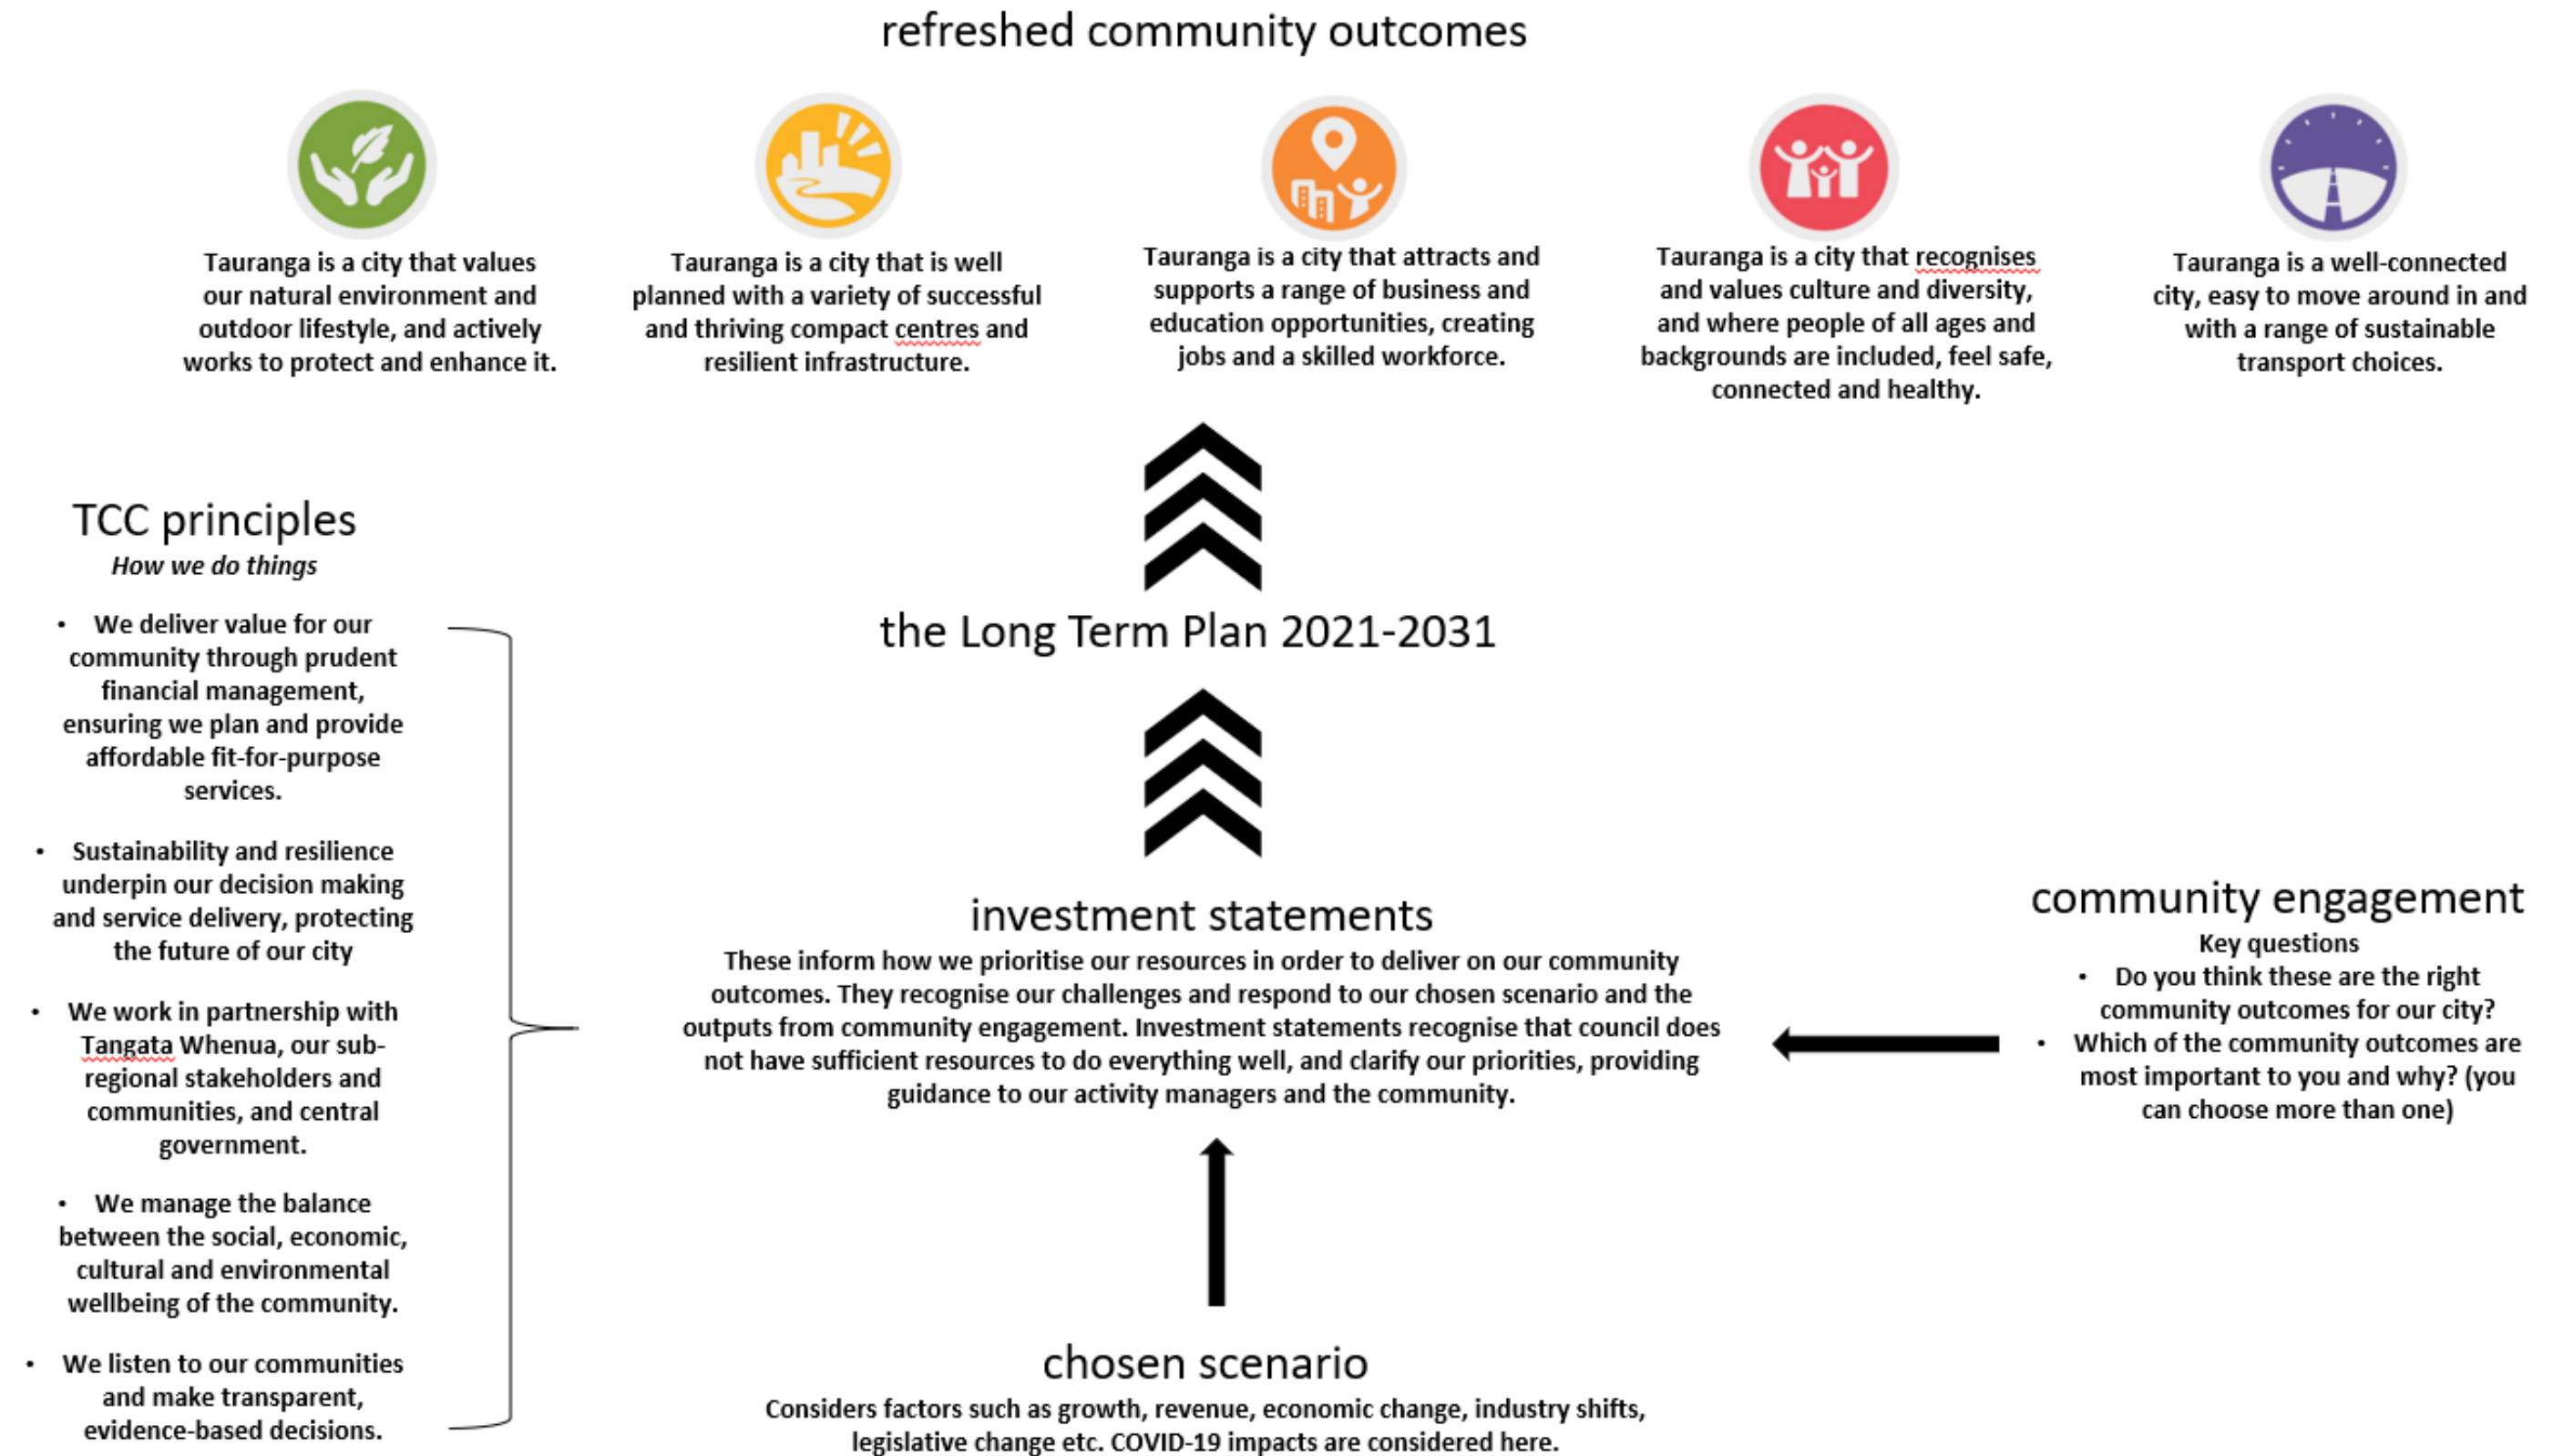 refreshed community outcomes
Tauranga is a city that values
our natural environment and
outdoor lifestyle, and actively
works to protect and enhance it.
Tauranga is a city that is well
planned with a variety of successful
and thriving compact centres and
resilient infrastructure.
Tauranga is a city that attracts and
supports a range of business and
education opportunities, creating
jobs and a skilled workforce.
Tauranga is a city that recognises
and values culture and diversity,
and where people of all ages and
backgrounds are included, feel safe,
connected and healthy.
Tauranga is a well-connected
city, easy to move around in and
with a range of sustainable
transport choices.
TCC principles
How we do things
• We deliver value for our
community through prudent
financial management,
ensuring we plan and provide
affordable fit-for-purpose
services.
• Sustainability and resilience
underpin our decision making
and service delivery, protecting
the future of our city
• We work in partnership with
Tangata Whenua, our sub-
regional stakeholders and
communities, and central
government.
• We manage the balance
between the social, economic,
cultural and environmental
wellbeing of the community.
• We listen to our communities
and make transparent,
evidence-based decisions.
the Long Term Plan 2021-2031
investment statements
These inform how we prioritise our resources in order to deliver on our community
outcomes. They recognise our challenges and respond to our chosen scenario and the
outputs from community engagement. Investment statements recognise that council does
not have sufficient resources to do everything well, and clarify our priorities, providing
guidance to our activity managers and the community.
community engagement
Key questions
• Do you think these are the right
community outcomes for our city?
• Which of the community outcomes are
most important to you and why? (you
can choose more than one)
chosen scenario
Considers factors such as growth, revenue, economic change, industry shifts,
legislative change etc. COVID-19 impacts are considered here.